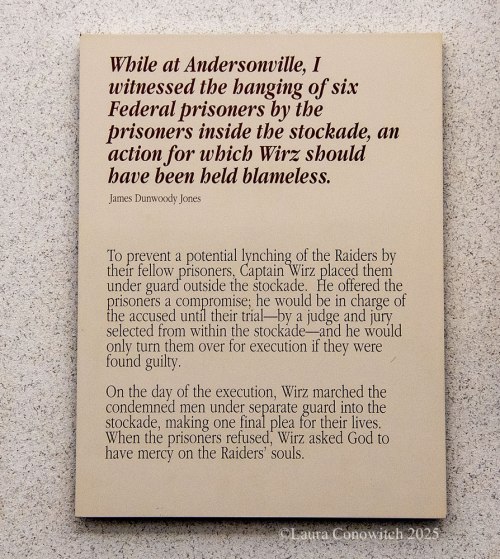 While at Andersonville, I
witnessed the hanging of six
Federal prisoners by the
prisoners inside the stockade, an
action for which Wirz should
have been held blameless.
James Dunwoody Jones
To prevent a potential lynching of the Raiders by
their fellow prisoners, Captain Wirz placed them
under guard outside the stockade.  He offered the
prisoners a compromise; he would be in charge of
the accused until their trial—by a judge and jury
selected from within the stockade—and he would
only turn them over for execution if they were
found guilty.
On the day of the execution, Wirz marched the
condemned men under separate guard into the
stockade, making one final plea for their lives.
When the prisoners refused, Wirz asked God to
have mercy on the Raiders' souls.
©Laura Conowitch 2025